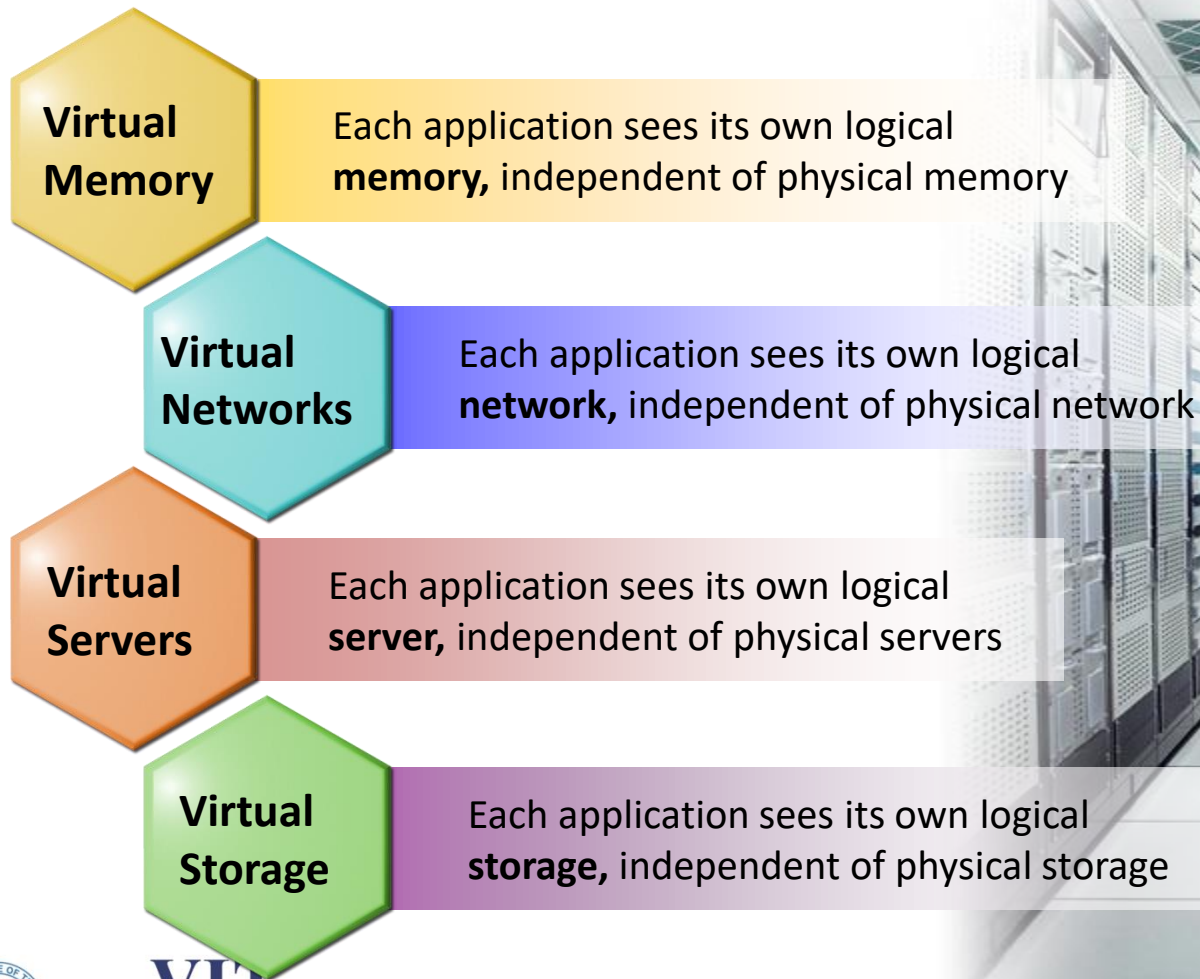 Virtual
Memory
Each application sees its own logical
memory, independent of physical memory
Virtual
Networks
Each application sees its own logical
network, independent of physical network
Virtual
Servers
Each application sees its own logical
server, independent of physical servers
Virtual
Storage
Each application sees its own logical
storage, independent of physical storage